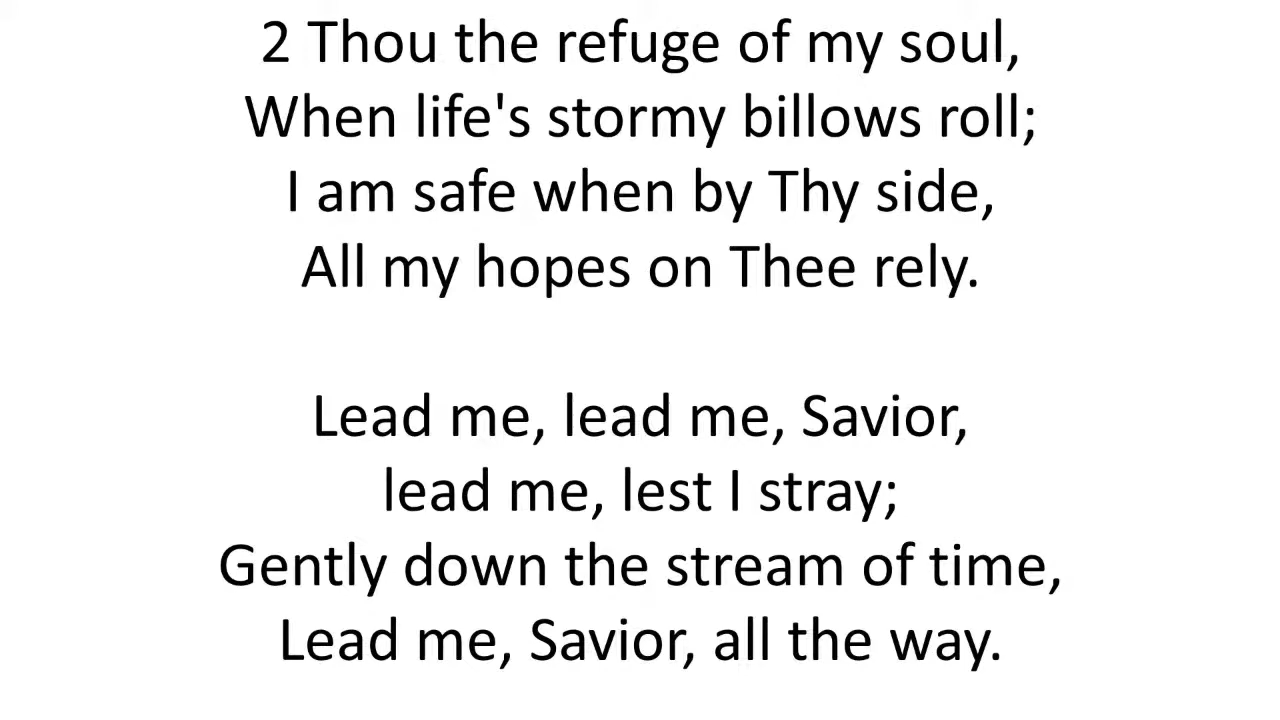 2 Thou the refuge of my soul,
When life's stormy billows roll;
I am safe when by Thy side,
All my hopes on Thee rely.
Lead me, lead me, Savior,
lead me, lest I stray;
Gently down the stream of time,
Lead me, Savior, all the way.